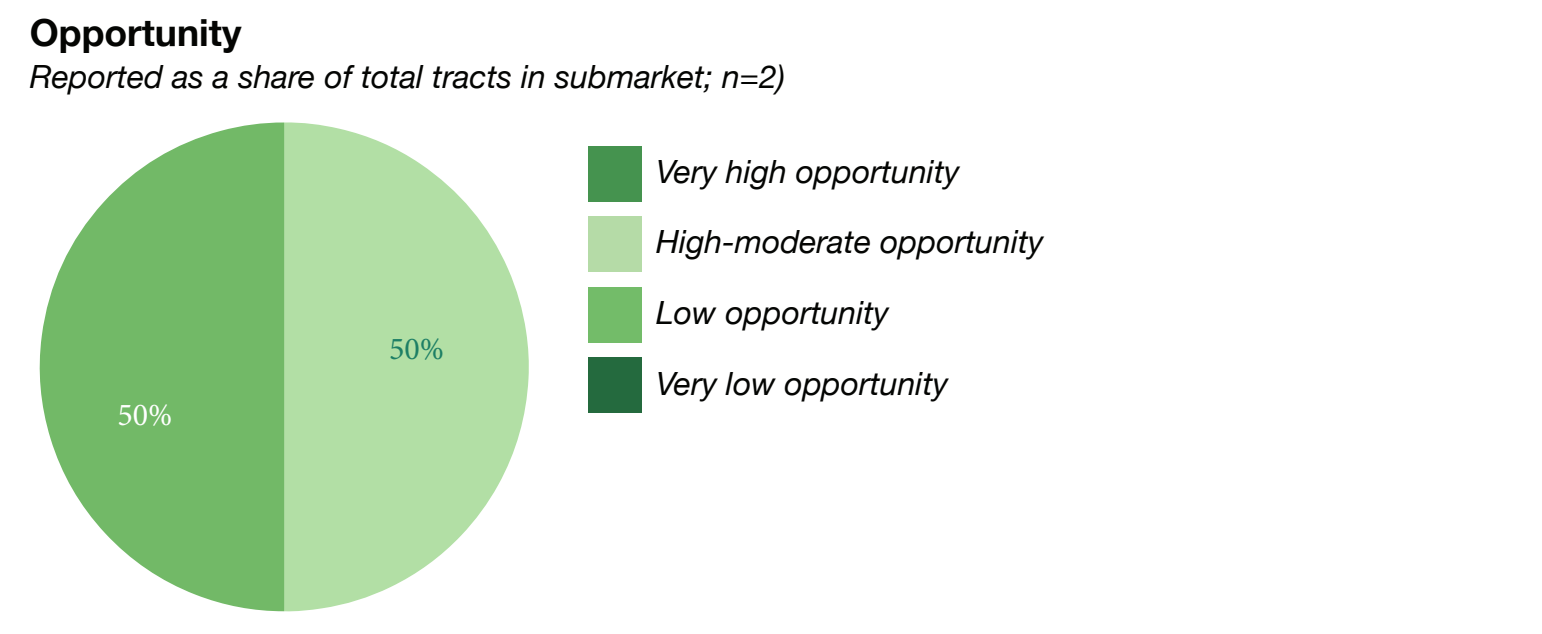 Opportunity
Reported as a share of total tracts in submarket; n=2)
Very high opportunity
High-moderate opportunity
Low opportunity
Very low opportunity
50%
50%